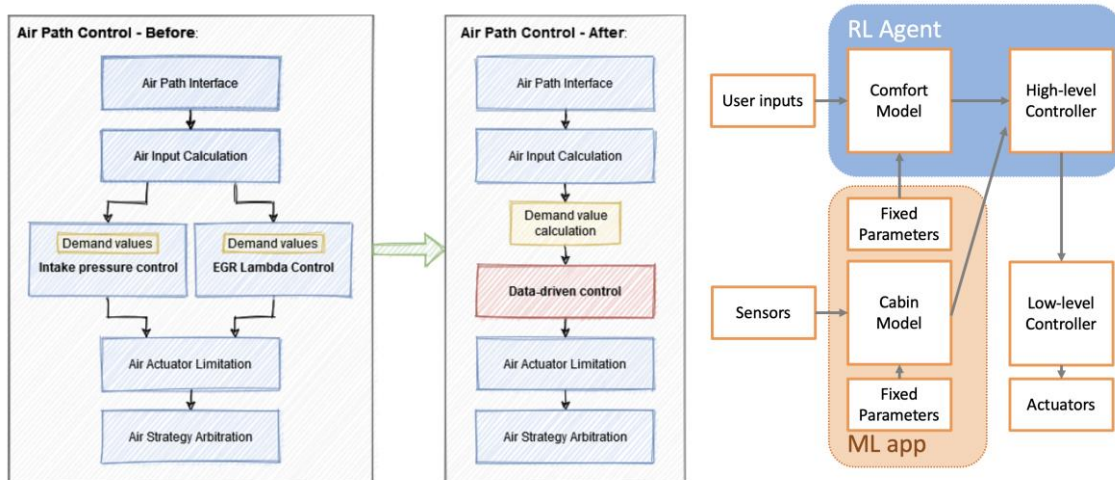 Air Path Control - Before:
Air Path Interface
Air Input Calculation
Demand values
Intake pressure control
Demand values
EGR Lambda Control
Air Actuator Limitation
Air Strategy Arbitration
Air Path Control - After:
Air Path Interface
Air Input Calculation
Demand value
calculation
Data-driven control
Air Actuator Limitation
Air Strategy Arbitration
RL Agent
User inputs
Comfort
Model
High-level
Controller
Fixed
Parameters
Sensors
Cabin
Model
Low-level
Controller
Fixed
Parameters
Actuators
ML app